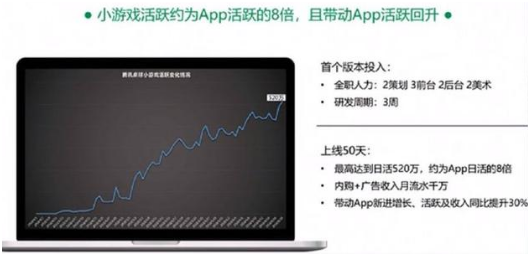 小游戏活跃约为App活跃的8倍，且带动App活跃回升
腾讯桌球小游戏活跃变化情况
520万
首个版本投入：
• 全职人力：2策划 3前台 2后台 2美术
• 研发周期：3周
上线50天：
• 最高达到日活520万，约为App日活的8倍
• 内购+广告收入月流水千万
• 带动App新进增长、活跃及收入同比提升30%